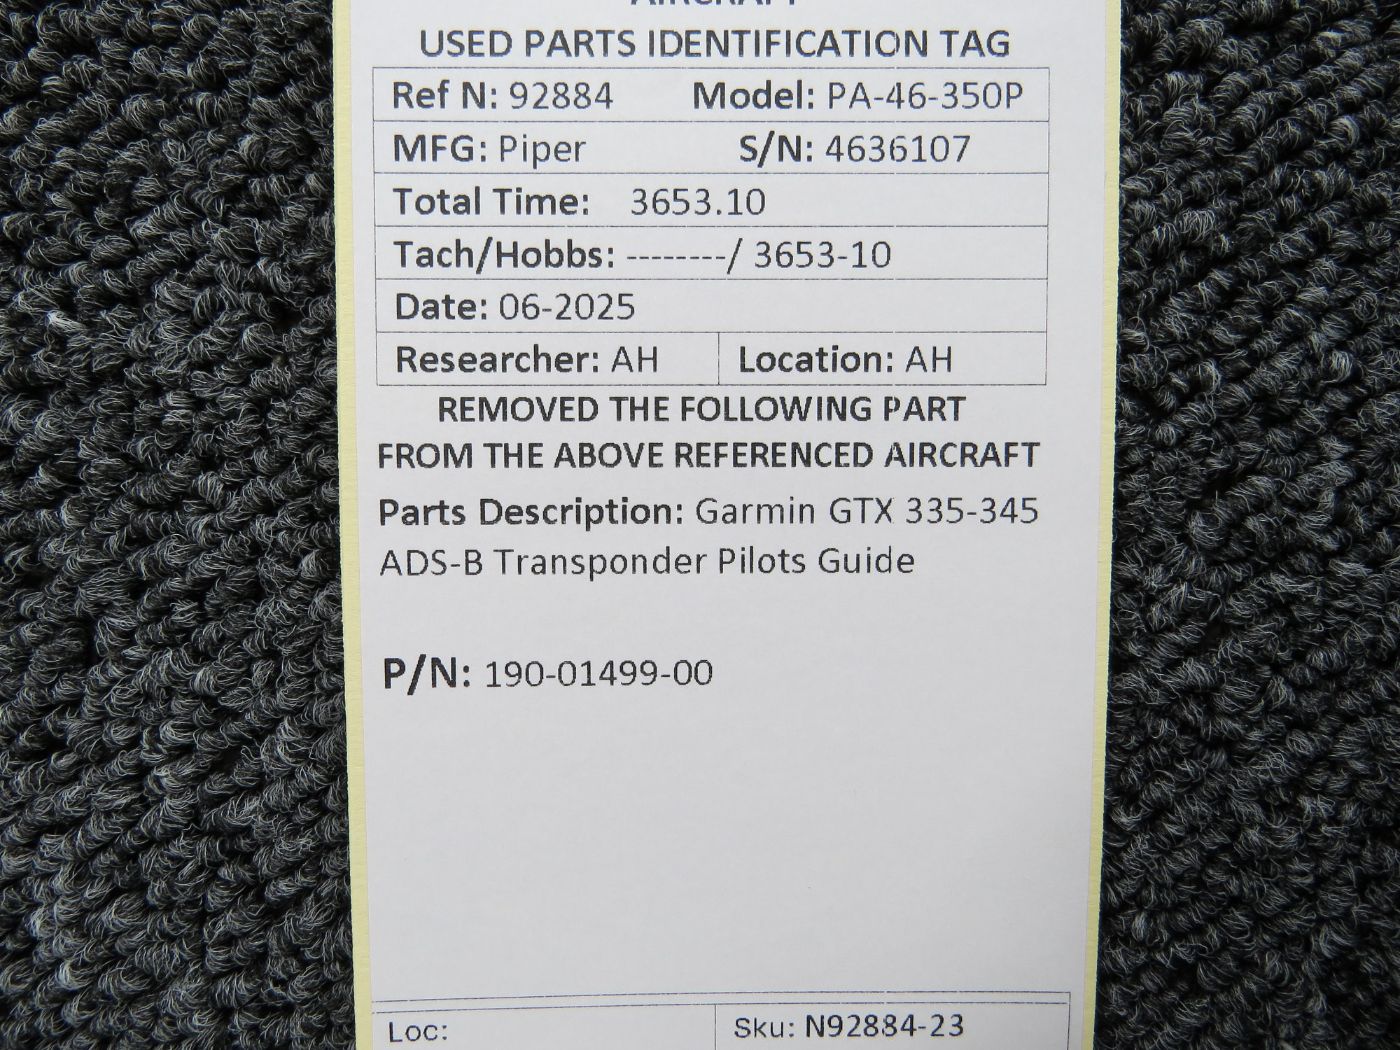 AIRCRAFT
USED PARTS IDENTIFICATION TAG
Ref N: 92884 Model: PA-46-350P
MFG: Piper S/N: 4636107
Total Time: 3653.10
Tach/Hobbs: --------/ 3653-10
Date: 06-2025
Researcher: AH Location: AH
REMOVED THE FOLLOWING PART
FROM THE ABOVE REFERENCED AIRCRAFT
Parts Description: Garmin GTX 335-345
ADS-B Transponder Pilots Guide
P/N: 190-01499-00
Loc: Sku: N92884-23